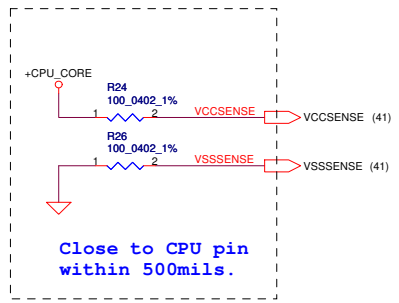 +CPU_CORE
R24
100_0402_1%
1 2 VCCSENSE VCCSENSE (41)
R26
100_0402_1%
1 2 VSSSENSE VSSSENSE (41)
Close to CPU pin
within 500mils.